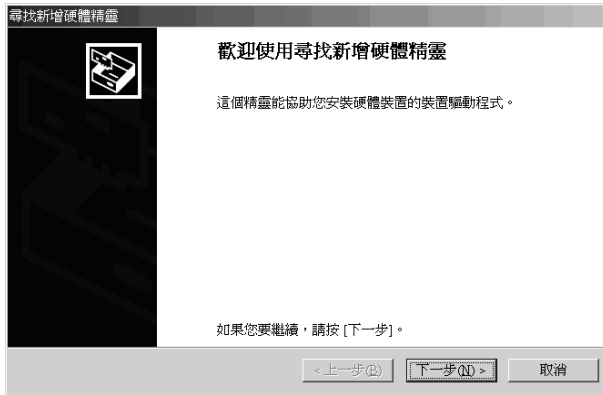 尋找新增硬體精靈
歡迎使用尋找新增硬體精靈
這個精靈能協助您安裝硬體裝置的裝置驅動程式。
如果您要繼續，請按 [下一步]。
< 上一步(B)
下一步(N) >
取消